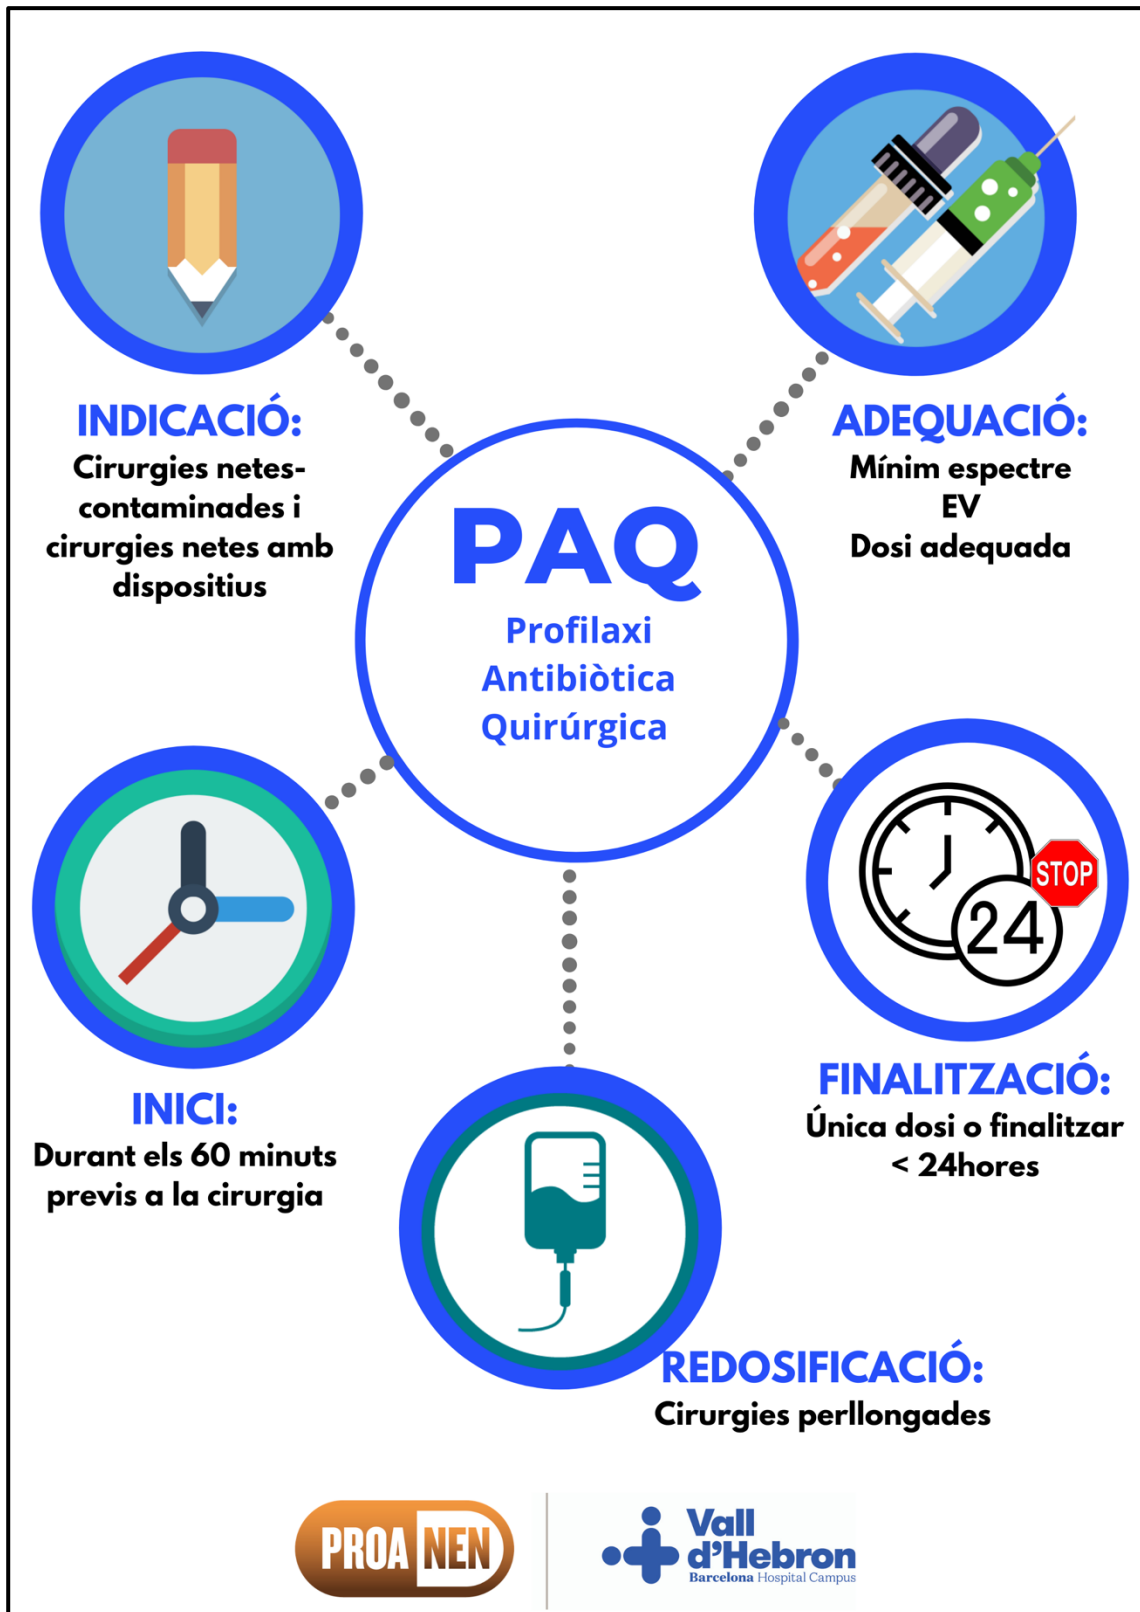 INDICACIÓ:
Cirurgies netes-
contaminades i
cirurgies netes amb
dispositius
ADEQUACIÓ:
Mínim espectre
EV
Dosi adequada
PAQ
Profilaxi
Antibiòtica
Quirúrgica
INICI:
Durant els 60 minuts
previs a la cirurgia
24
STOP
FINALITZACIÓ:
Única dosi o finalitzar
< 24hores
REDOSIFICACIÓ:
Cirurgies perllongades
PROA NEN
Vall
d'Hebron
Barcelona Hospital Campus